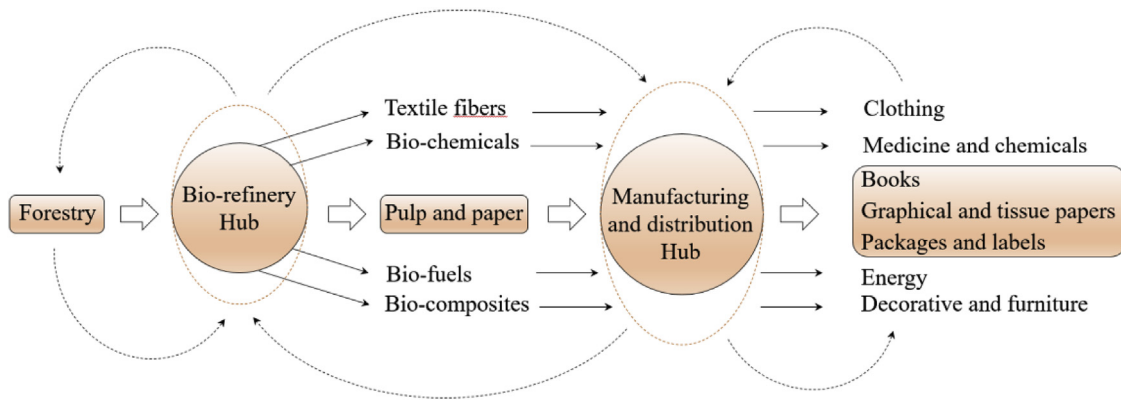 Forestry
Bio-refinery
Hub
Textile fibers
Bio-chemicals
Pulp and paper
Bio-fuels
Bio-composites
Manufacturing
and distribution
Hub
Clothing
Medicine and chemicals
Books
Graphical and tissue papers
Packages and labels
Energy
Decorative and furniture